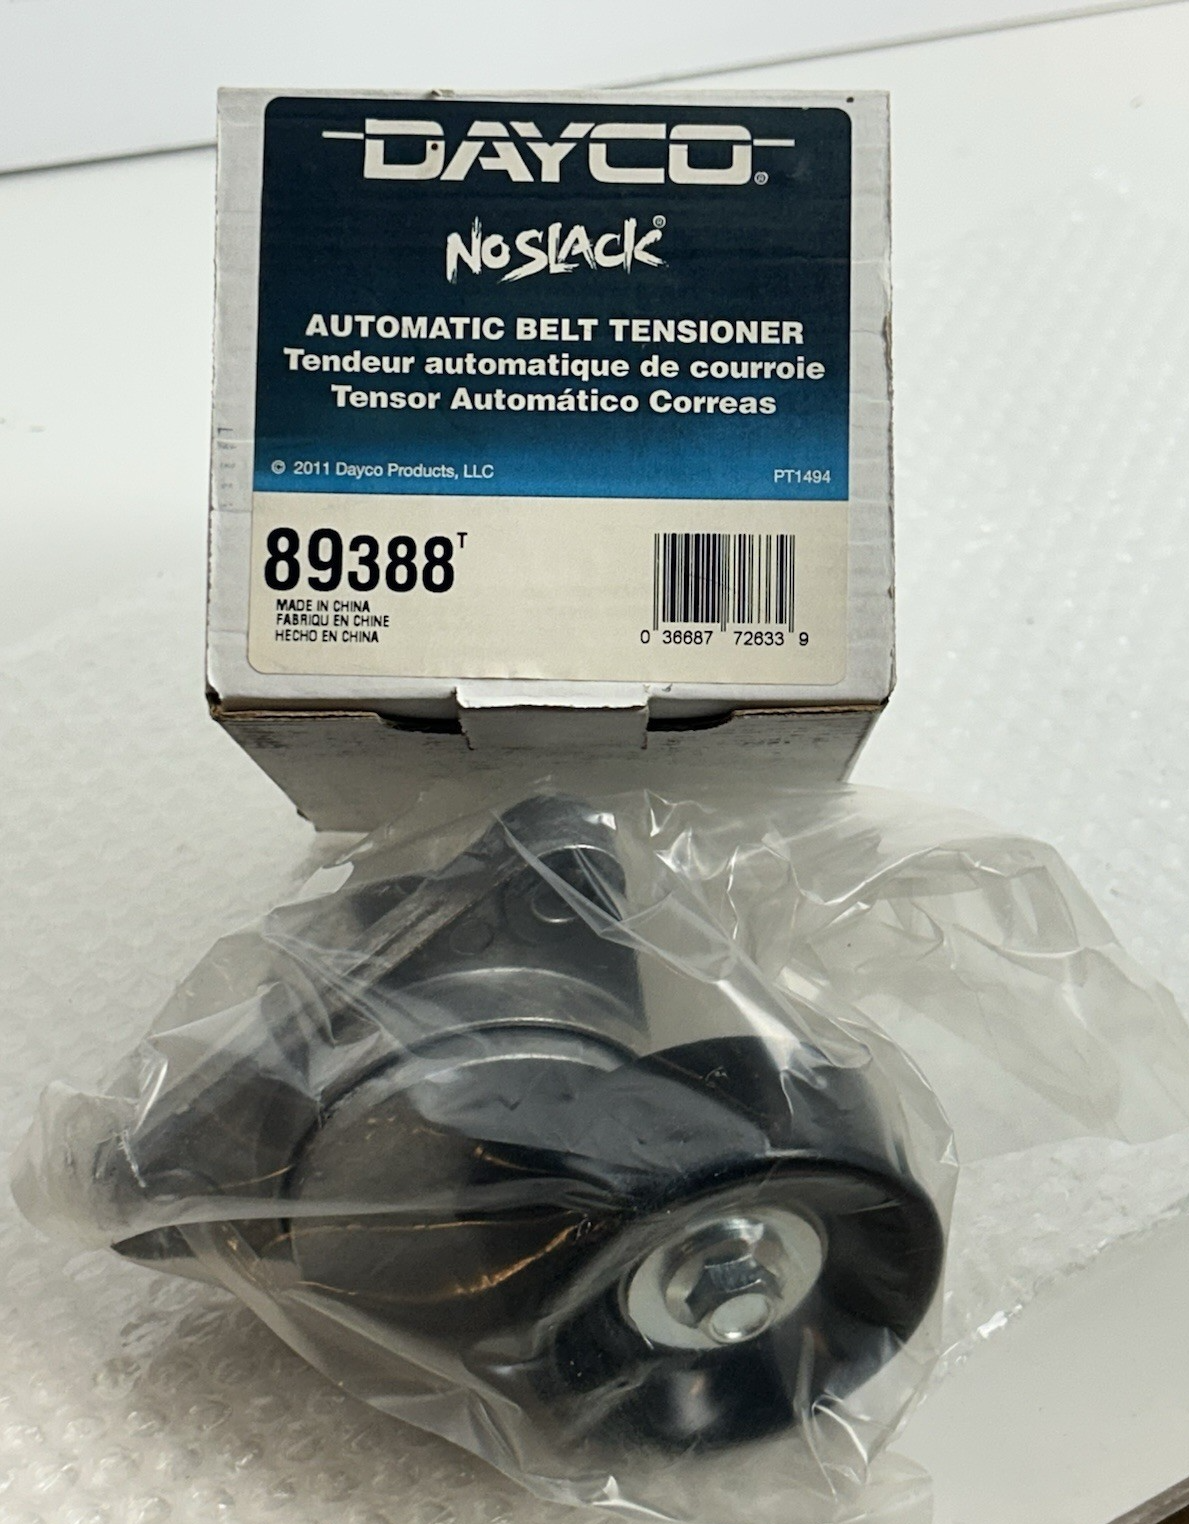 DAYCO®
NOSLACK®
AUTOMATIC BELT TENSIONER
Tendeur automatique de courroie
Tensor Automático Correas
© 2011 Dayco Products, LLC PT1494
89388 T
MADE IN CHINA
FABRIQU EN CHINE
HECHO EN CHINA
0 36687 72633 9